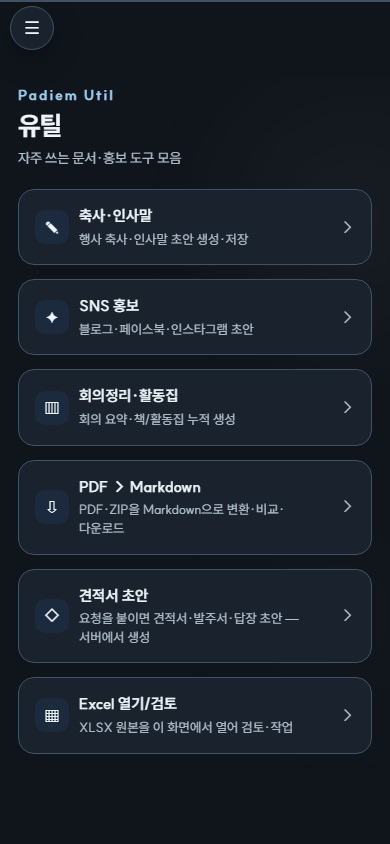 Padiem Util
유틸
자주 쓰는 문서·홍보 도구 모음
축사·인사말
행사 축사·인사말 초안 생성·저장
SNS 홍보
블로그·페이스북·인스타그램 초안
회의정리·활동집
회의 요약·책/활동집 누적 생성
PDF > Markdown
PDF·ZIP을 Markdown으로 변환·비교·
다운로드
견적서 초안
요청을 붙이면 견적서·발주서·답장 초안 —
서버에서 생성
Excel 열기/검토
XLSX 원본을 이 화면에서 열어 검토·작업